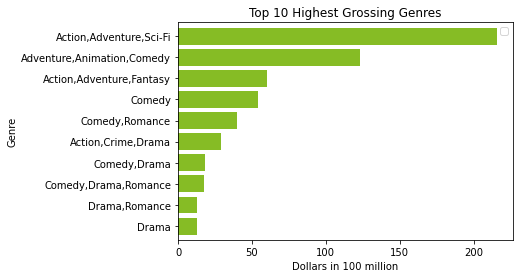 Top 10 Highest Grossing Genres
Genre
Action,Adventure,Sci-Fi
Adventure,Animation,Comedy
Action,Adventure,Fantasy
Comedy
Comedy,Romance
Action,Crime,Drama
Comedy,Drama
Comedy,Drama,Romance
Drama,Romance
Drama
0 50 100 150 200
Dollars in 100 million